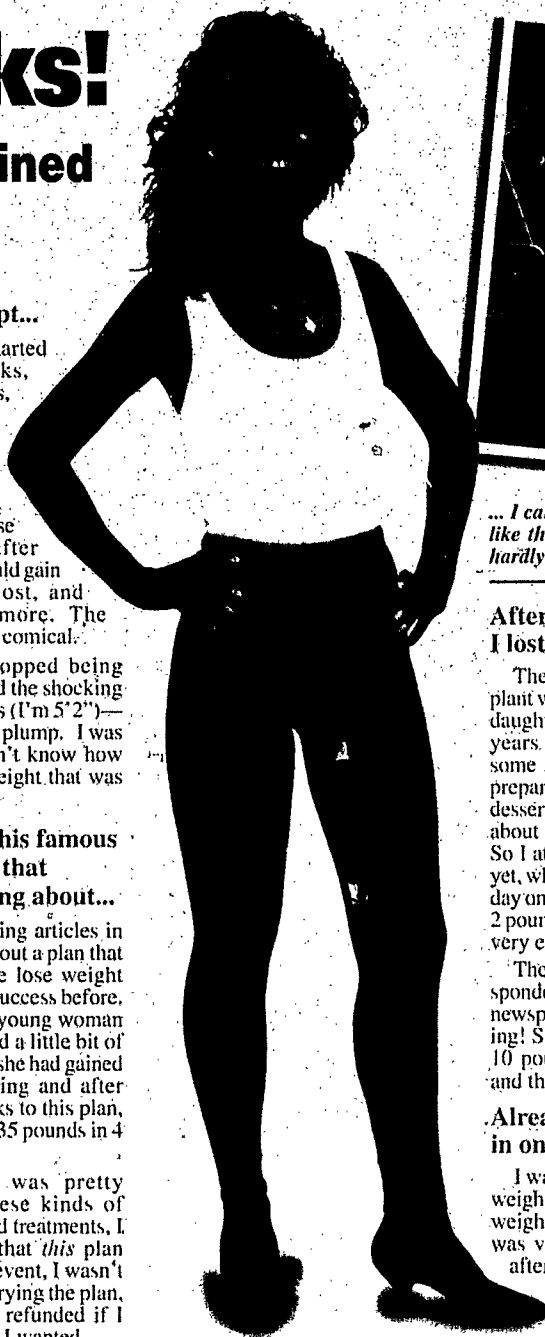 ks!
ined
pt...
arted
ks,
s,
se
fter
ld gain
ost, and
more. The
comical.
opped being
d the shocking
s (I'm 5'2")—
plump. I was
n't know how
eight that was
his famous
that
ng about...
ing articles in
out a plan that
e lose weight
uccess before.
young woman
d a little bit of
she had gained
ing and after
ks to this plan,
35 pounds in 4
was pretty
ese kinds of
d treatments, I
that this plan
event, I wasn't
rying the plan,
refunded if I
I wanted
... I ca
like th
hardly
After
I lost
The
plant w
daught
years.
some
prepar
desser
about
So I at
yet, wh
day on
2 poun
very e
The
sponde
newsp
ing! S
10 pou
and th
Alrea
in on
I wa
weigh
weigh
was v
afte